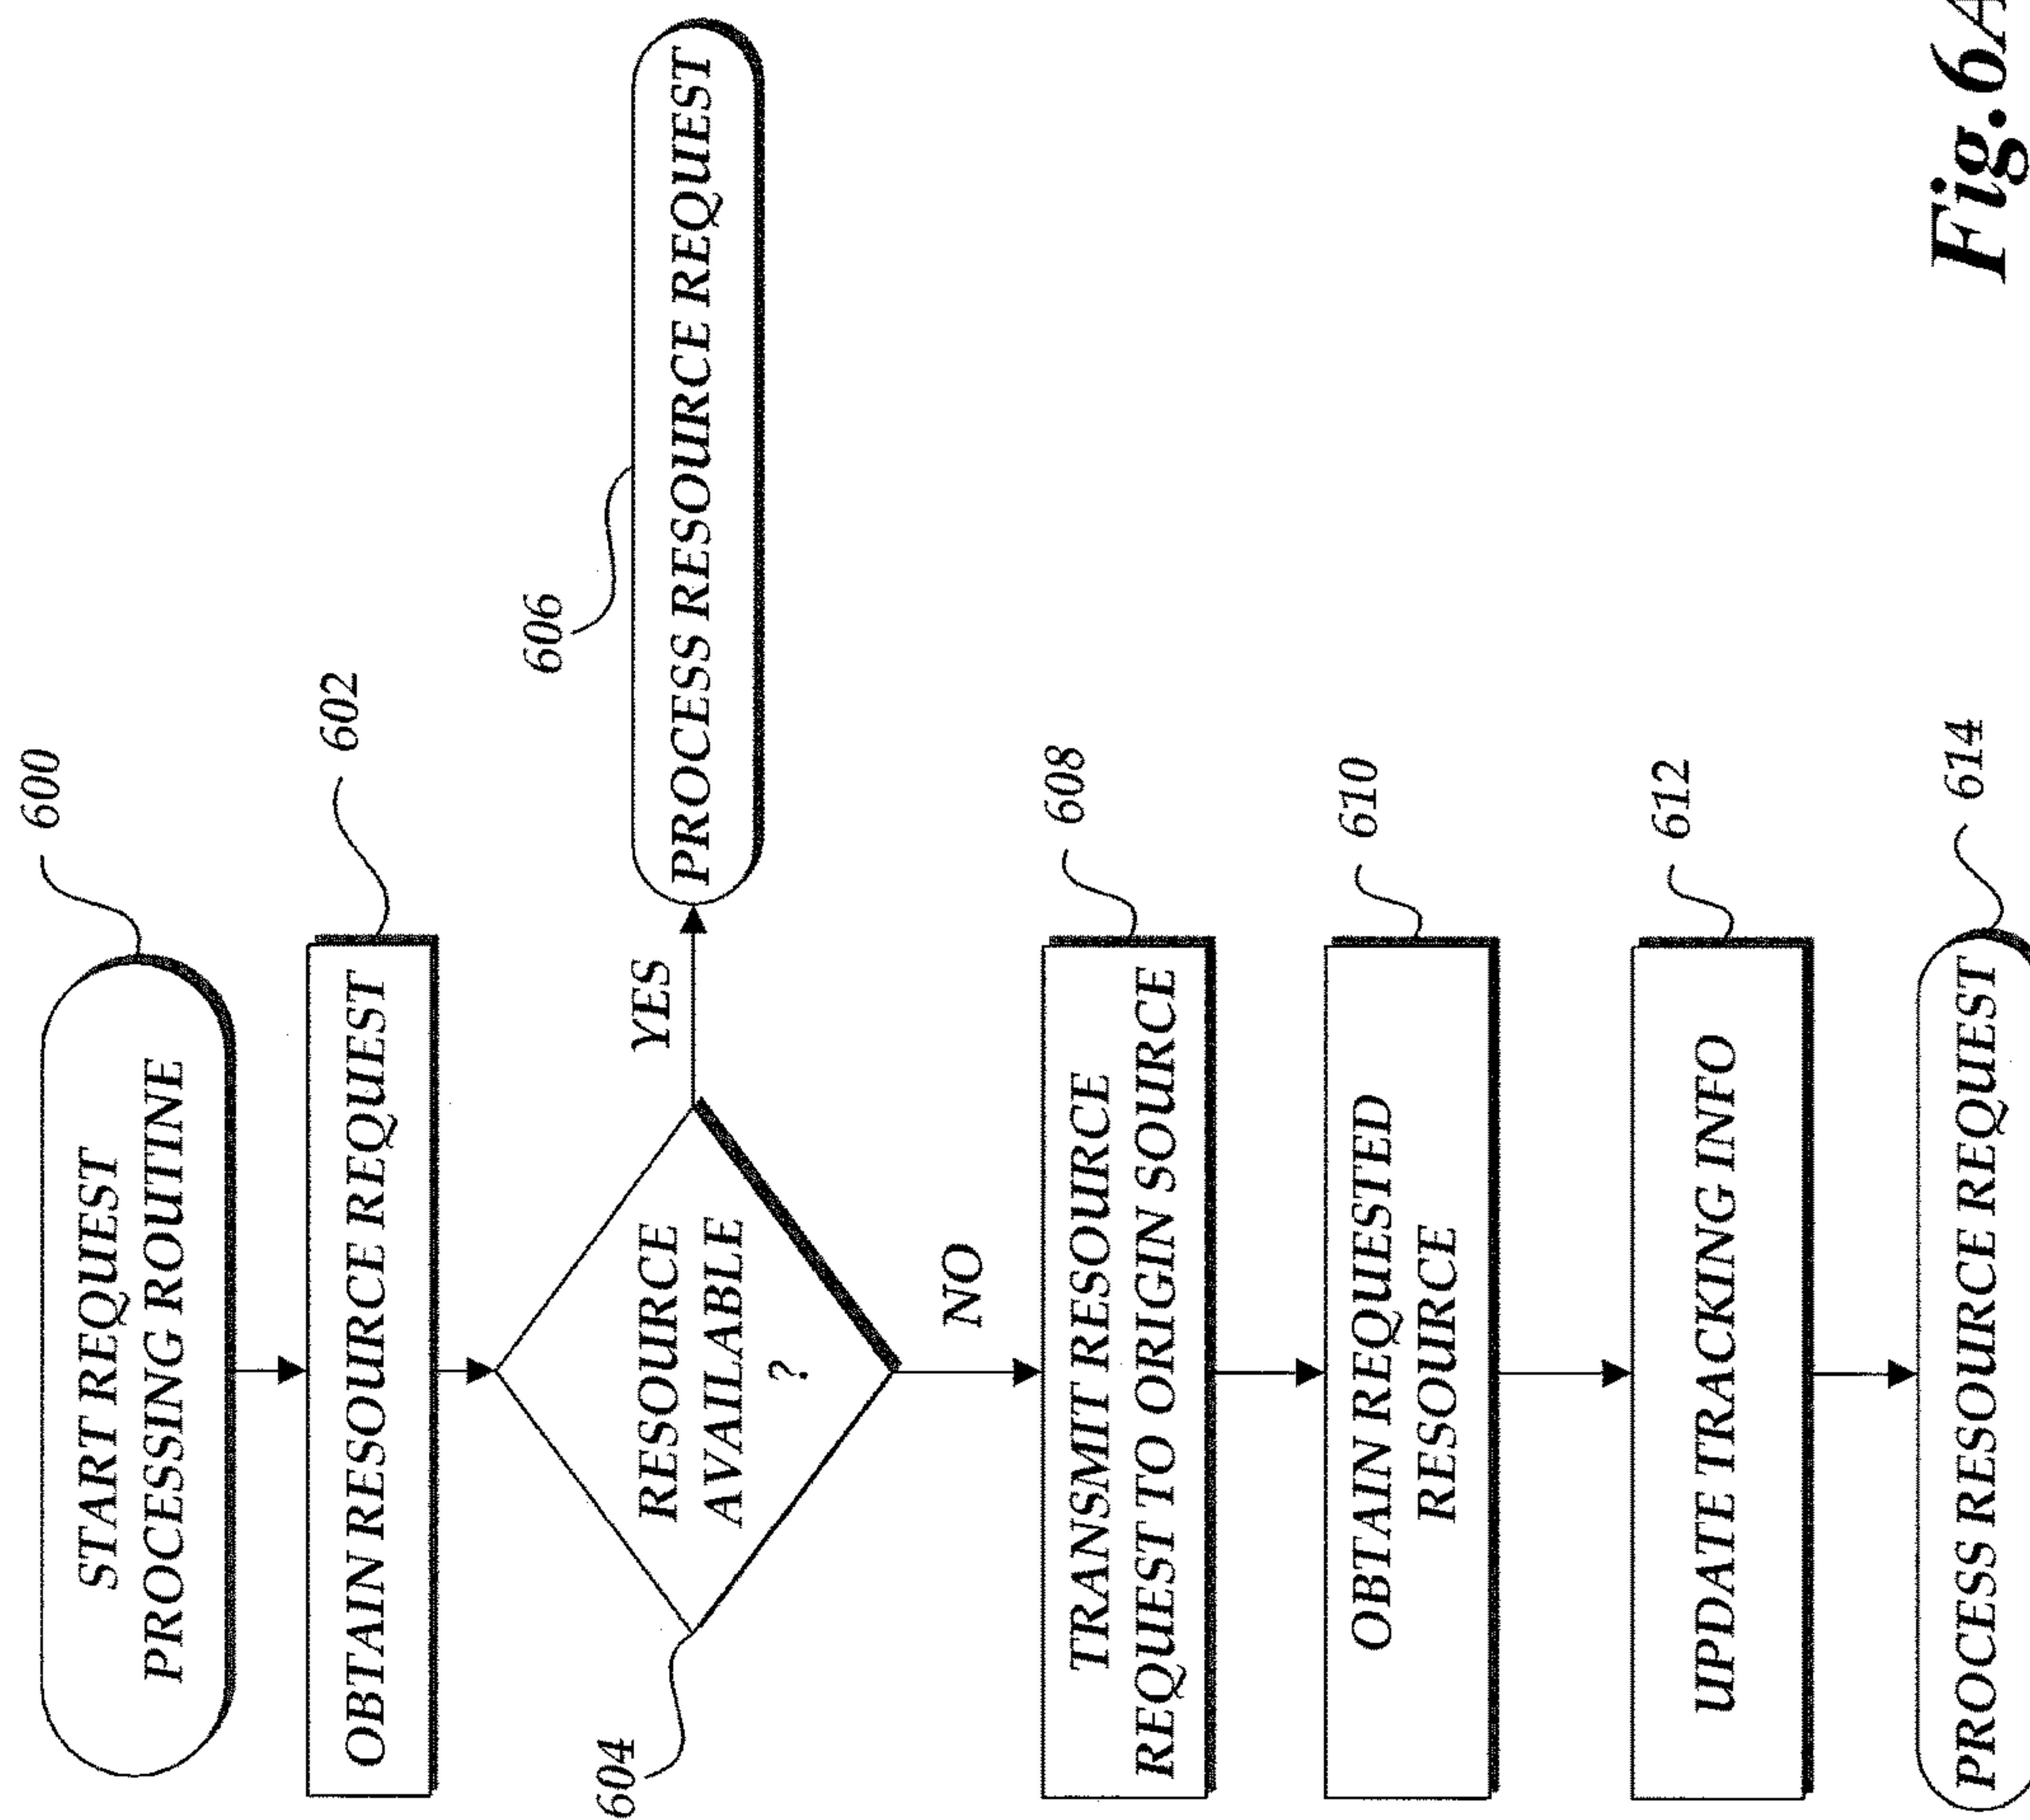 600
START REQUEST
PROCESSING ROUTINE
602
OBTAIN RESOURCE REQUEST
604
RESOURCE
AVAILABLE
?
YES
606
PROCESS RESOURCE REQUEST
NO
608
TRANSMIT RESOURCE
REQUEST TO ORIGIN SOURCE
610
OBTAIN REQUESTED
RESOURCE
612
UPDATE TRACKING INFO
614
PROCESS RESOURCE REQUEST
Fig.6A